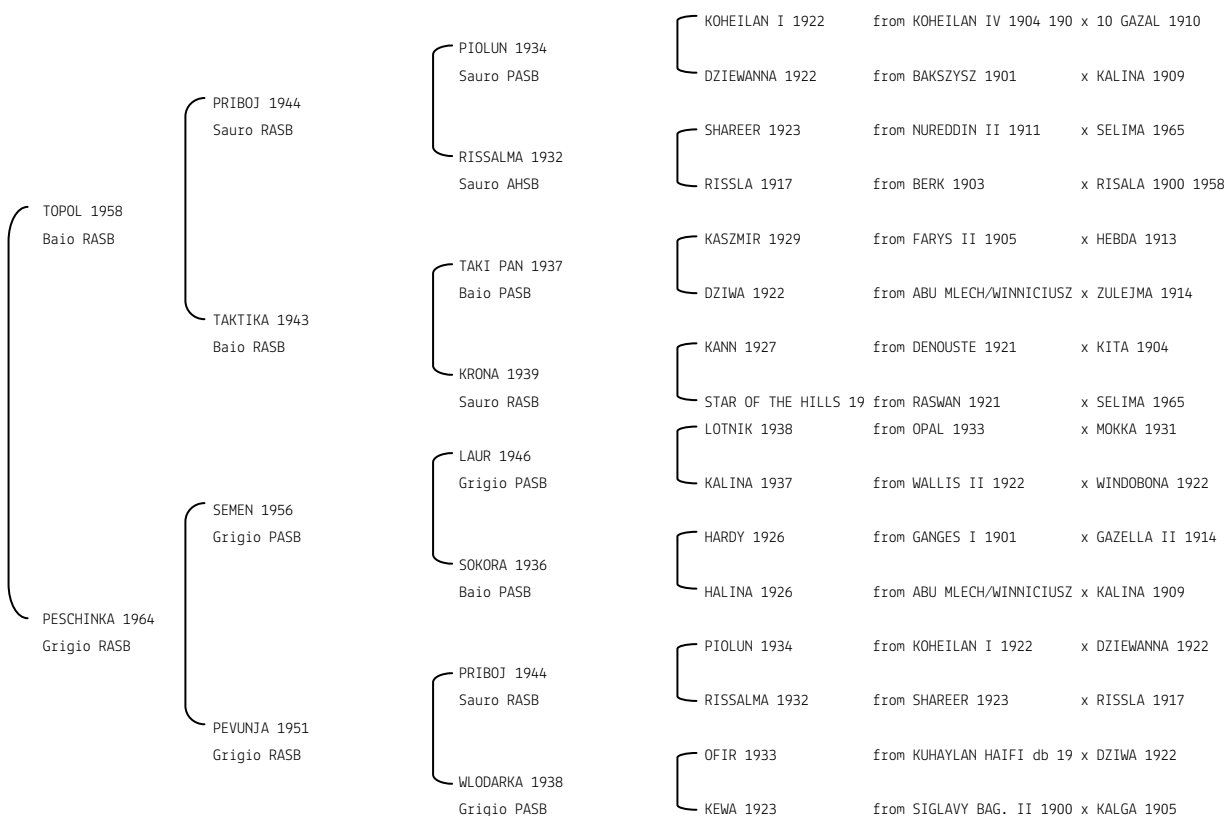 KOHEILAN I 1922 from KOHEILAN IV 1904 190 x 10 GAZAL 1910
PIOLUN 1934
Sauro PASB DZIEWANNA 1922 from BAKSZYSZ 1901 x KALINA 1909
PRIBOJ 1944
Sauro RASB SHAREER 1923 from NUREDDIN II 1911 x SELIMA 1965
RISSALMA 1932
Sauro AHSB RISSLA 1917 from BERK 1903 x RISALA 1900 1958
TOPOL 1958
Baio RASB KASZMIR 1929 from FARYS II 1905 x HEBDA 1913
TAKI PAN 1937
Baio PASB DZIWA 1922 from ABU MLECH/WINNICIUSZ x ZULEJMA 1914
TAKTIKA 1943
Baio RASB KANN 1927 from DENOUSTE 1921 x KITA 1904
KRONA 1939
Sauro RASB STAR OF THE HILLS 19 from RASWAN 1921 x SELIMA 1965
LOTNIK 1938 from OPAL 1933 x MOKKA 1931
LAUR 1946
Grigio PASB KALINA 1937 from WALLIS II 1922 x WINDOBONA 1922
SEMEN 1956
Grigio PASB HARDY 1926 from GANGES I 1901 x GAZELLA II 1914
SOKORA 1936
Baio PASB HALINA 1926 from ABU MLECH/WINNICIUSZ x KALINA 1909
PESCHINKA 1964
Grigio RASB PIOLUN 1934 from KOHEILAN I 1922 x DZIEWANNA 1922
PRIBOJ 1944
Sauro RASB RISSALMA 1932 from SHAREER 1923 x RISSLA 1917
PEVUNJA 1951
Grigio RASB OFIR 1933 from KUHAYLAN HAIFI db 19 x DZIWA 1922
WLODARKA 1938
Grigio PASB KEWA 1923 from SIGLAVY BAG. II 1900 x KALGA 1905